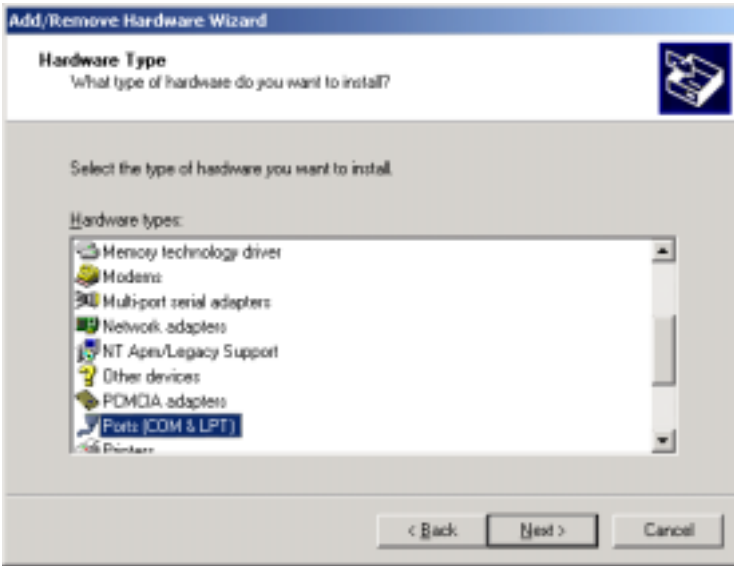 Add/Remove Hardware Wizard
Hardware Type
What type of hardware do you want to install?
Select the type of hardware you want to install.
Hardware types:
Memory technology driver
Modems
Multi-port serial adapters
Network adapters
NT Apm/Legacy Support
Other devices
PCMCIA adapters
Ports (COM & LPT)
Printers
< Back
Next >
Cancel